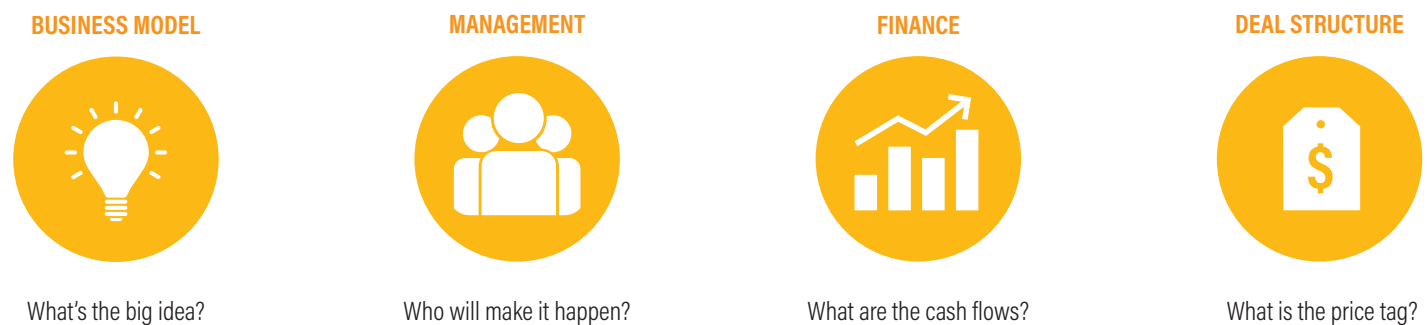 BUSINESS MODEL
MANAGEMENT
FINANCE
DEAL STRUCTURE
$
What's the big idea?
Who will make it happen?
What are the cash flows?
What is the price tag?